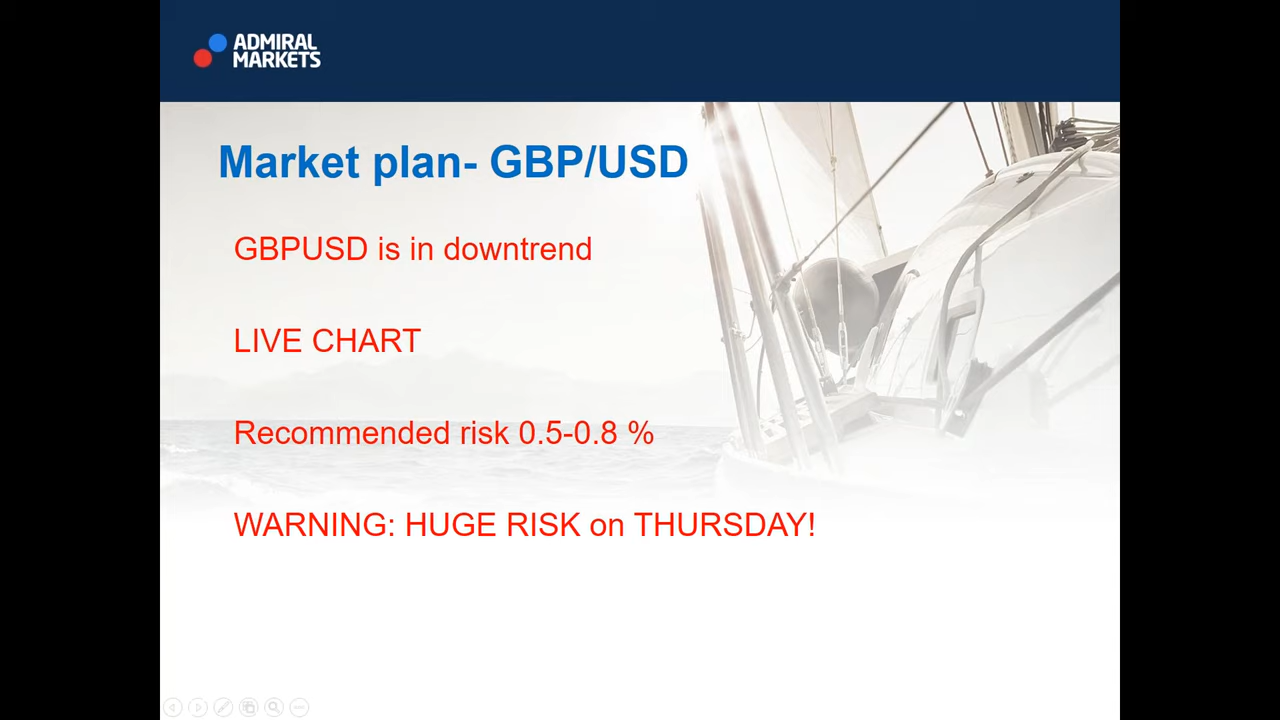 ADMIRAL
MARKETS
Market plan- GBP/USD
GBPUSD is in downtrend
LIVE CHART
Recommended risk 0.5-0.8 %
WARNING: HUGE RISK on THURSDAY!